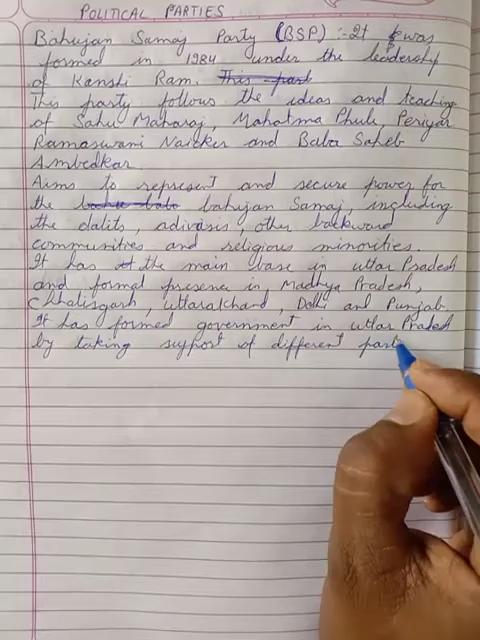 POLITICAL PARTIES
Bahujan Samaj Party (BSP) :- It was
formed in 1984 under the leadership
of Kanshi Ram. This part
This party follows the ideas and teaching
of Sahu Maharaj, Mahatma Phule, Periyar
Ramaswami Naicker and Baba Saheb
Ambedkar.
Aims to represent and secure power for
the bahujan Samaj, including
the dalits, adivasis, other backward
communities and religious minorities.
It has the main base in uttar Pradesh
and formal presence in, Madhya Pradesh,
Chhatisgarh, uttarakhand, Delhi and Punjab.
It has formed government in uttar Pradesh
by taking support of different part